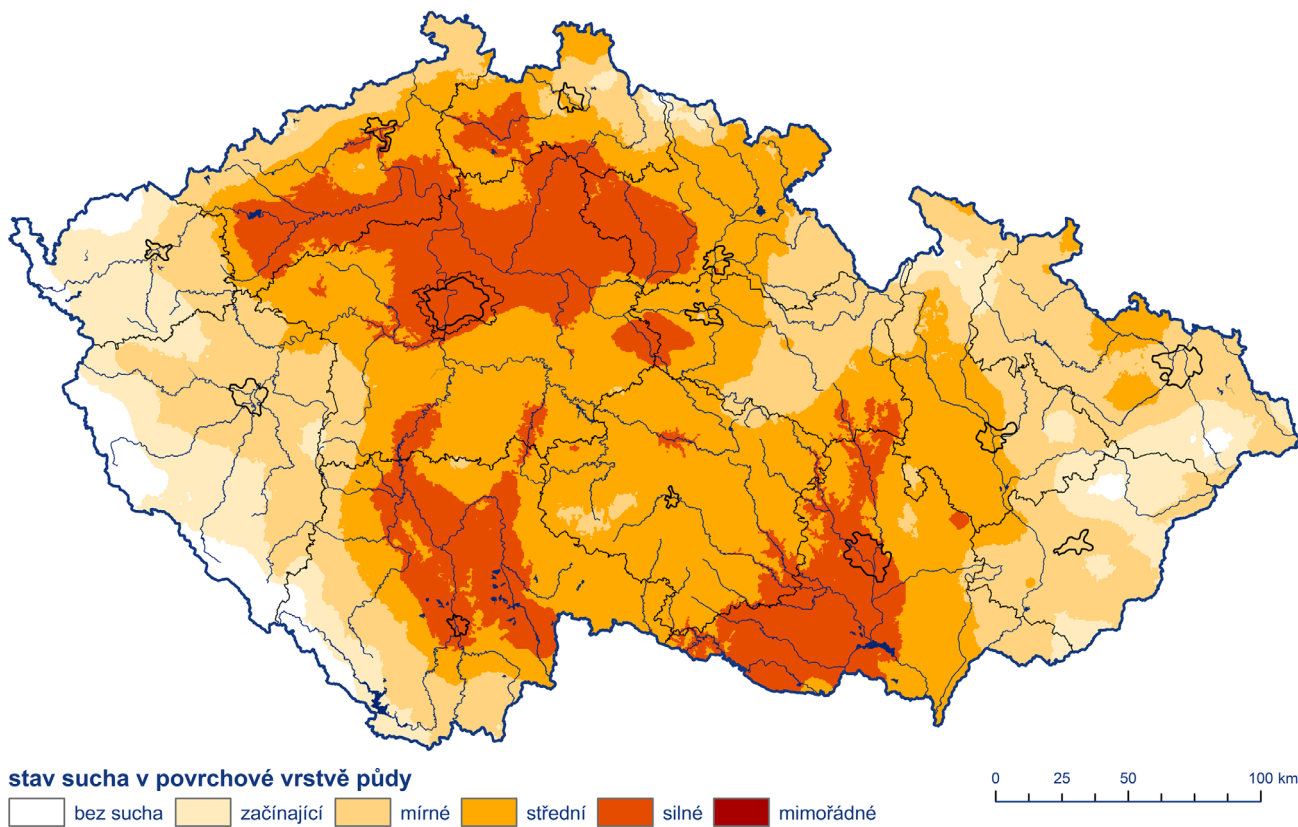 stav sucha v povrchové vrstvě půdy
bez sucha začínající mírné střední silné mimořádné
0 25 50 100 km